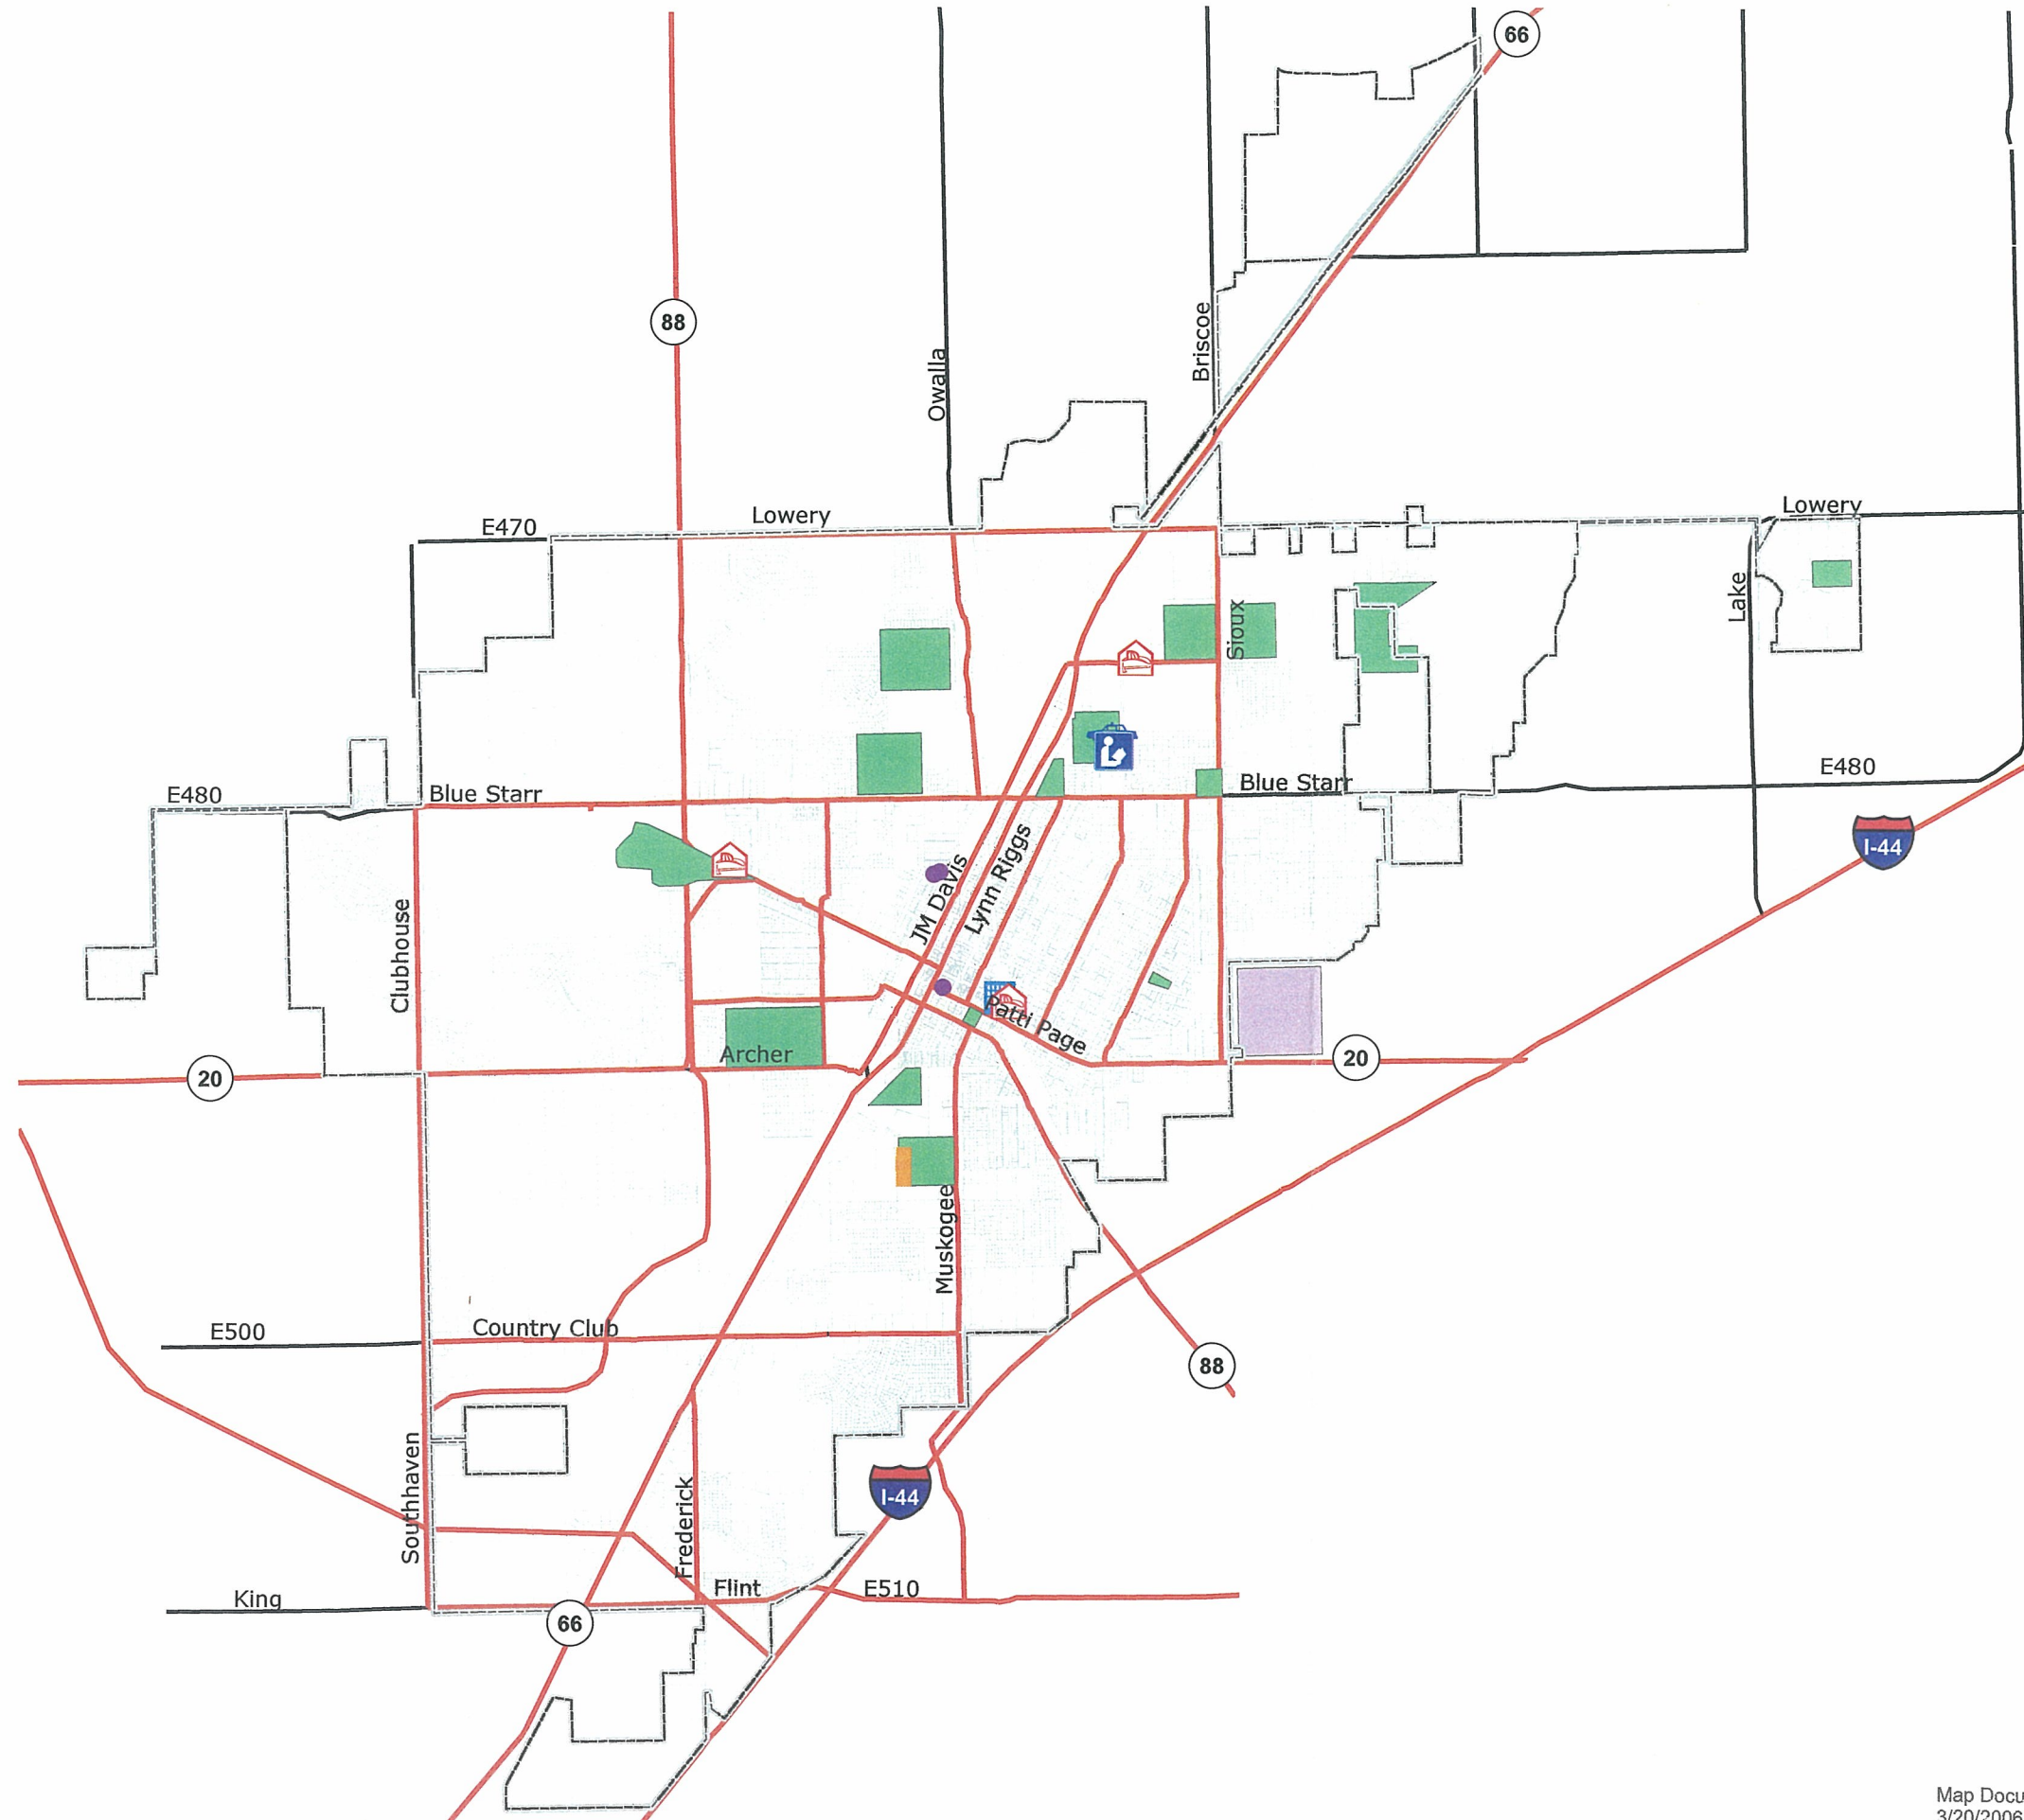 66
88
Owalla
Briscoe
E470
Lowery
Lowery
Sioux
Lake
E480
Blue Starr
Blue Starr
E480
I-44
JM Davis
Lynn Riggs
Clubhouse
Patti Page
Archer
20
20
Muskogee
E500
Country Club
88
Southhaven
Frederick
I-44
King
Flint
E510
66
Map Docu
3/20/2006